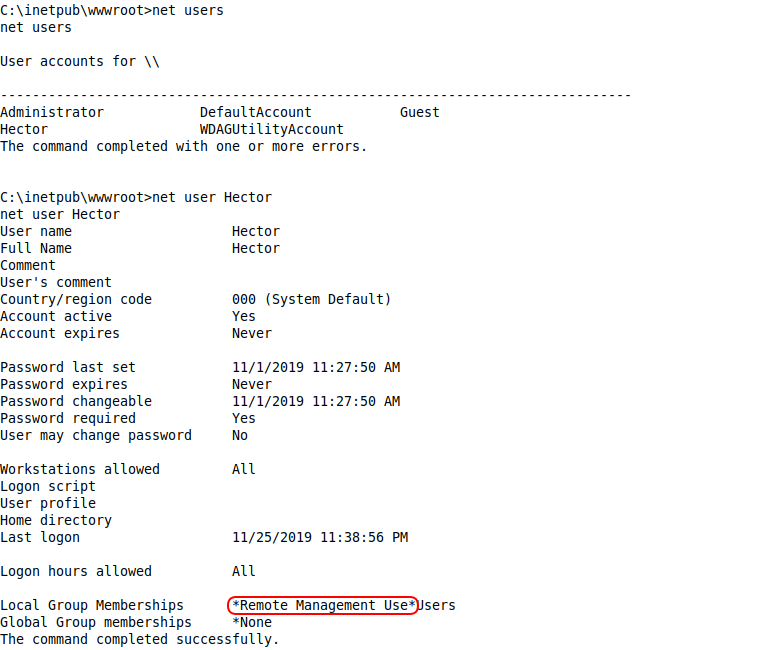 C:\inetpub\wwwroot>net users
net users
User accounts for \\
-------------------------------------------------------------------------------
Administrator            DefaultAccount           Guest
Hector                   WDAGUtilityAccount
The command completed with one or more errors.
C:\inetpub\wwwroot>net user Hector
net user Hector
User name                    Hector
Full Name                    Hector
Comment
User's comment
Country/region code          000 (System Default)
Account active               Yes
Account expires              Never
Password last set            11/1/2019 11:27:50 AM
Password expires             Never
Password changeable          11/1/2019 11:27:50 AM
Password required            Yes
User may change password     No
Workstations allowed         All
Logon script
User profile
Home directory
Last logon                   11/25/2019 11:38:56 PM
Logon hours allowed          All
Local Group Memberships      *Remote Management Use*Users
Global Group memberships     *None
The command completed successfully.